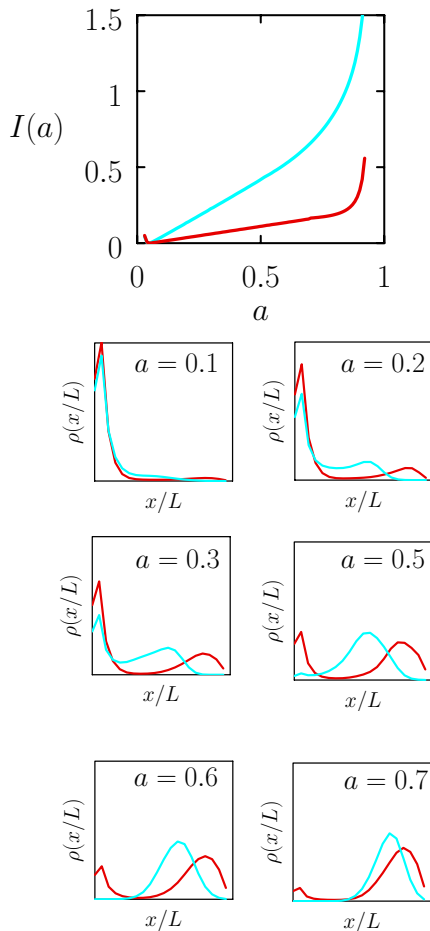 1.5
1
I(a)
0.5
0
0 0.5 1
a
a = 0.1 a = 0.2
ρ(x/L) ρ(x/L)
x/L x/L
a = 0.3 a = 0.5
ρ(x/L) ρ(x/L)
x/L x/L
a = 0.6 a = 0.7
ρ(x/L) ρ(x/L)
x/L x/L